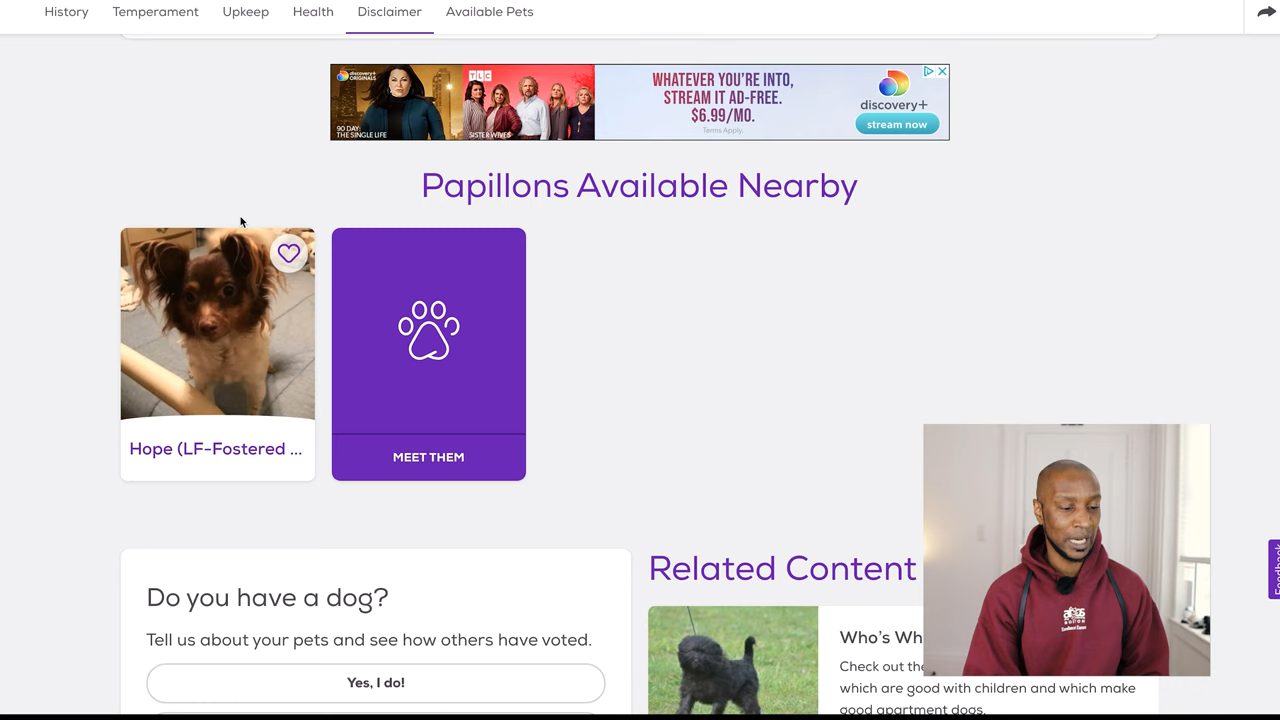 History
Temperament
Upkeep
Health
Disclaimer
Available Pets
discovery+
ORIGINALS
90 DAY:
THE SINGLE LIFE
TLC
SISTER WIVES
WHATEVER YOU'RE INTO,
STREAM IT AD-FREE.
$6.99/MO.
Terms Apply.
discovery+
stream now
Papillons Available Nearby
Hope (LF-Fostered ...
MEET THEM
Do you have a dog?
Tell us about your pets and see how others have voted.
Yes, I do!
Related Content
Who's Wh
Check out the
which are good with children and which make
good apartment dogs.
Feedback